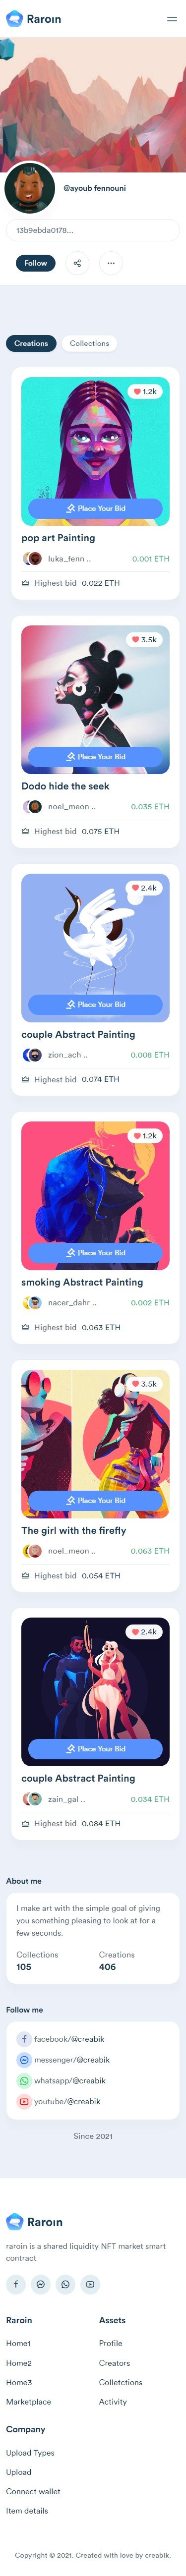 Raroin
@ayoub fennouni
13b9ebda0178...
Follow
Creations
Collections
1.2k
Place Your Bid
pop art Painting
luka_fenn ..
0.001 ETH
Highest bid 0.022 ETH
3.5k
Place Your Bid
Dodo hide the seek
noel_meon ..
0.035 ETH
Highest bid 0.075 ETH
2.4k
Place Your Bid
couple Abstract Painting
zion_ach ..
0.008 ETH
Highest bid 0.074 ETH
1.2k
Place Your Bid
smoking Abstract Painting
nacer_dahr ..
0.002 ETH
Highest bid 0.063 ETH
3.5k
Place Your Bid
The girl with the firefly
noel_meon ..
0.063 ETH
Highest bid 0.054 ETH
2.4k
Place Your Bid
couple Abstract Painting
zain_gal ..
0.034 ETH
Highest bid 0.084 ETH
About me
I make art with the simple goal of giving
you something pleasing to look at for a
few seconds.
Collections
105
Creations
406
Follow me
facebook/@creabik
messenger/@creabik
whatsapp/@creabik
youtube/@creabik
Since 2021
Raroin
raroin is a shared liquidity NFT market smart
contract
Raroin
Home1
Home2
Home3
Marketplace
Assets
Profile
Creators
Colletctions
Activity
Company
Upload Types
Upload
Connect wallet
Item details
Copyright © 2021. Created with love by creabik.